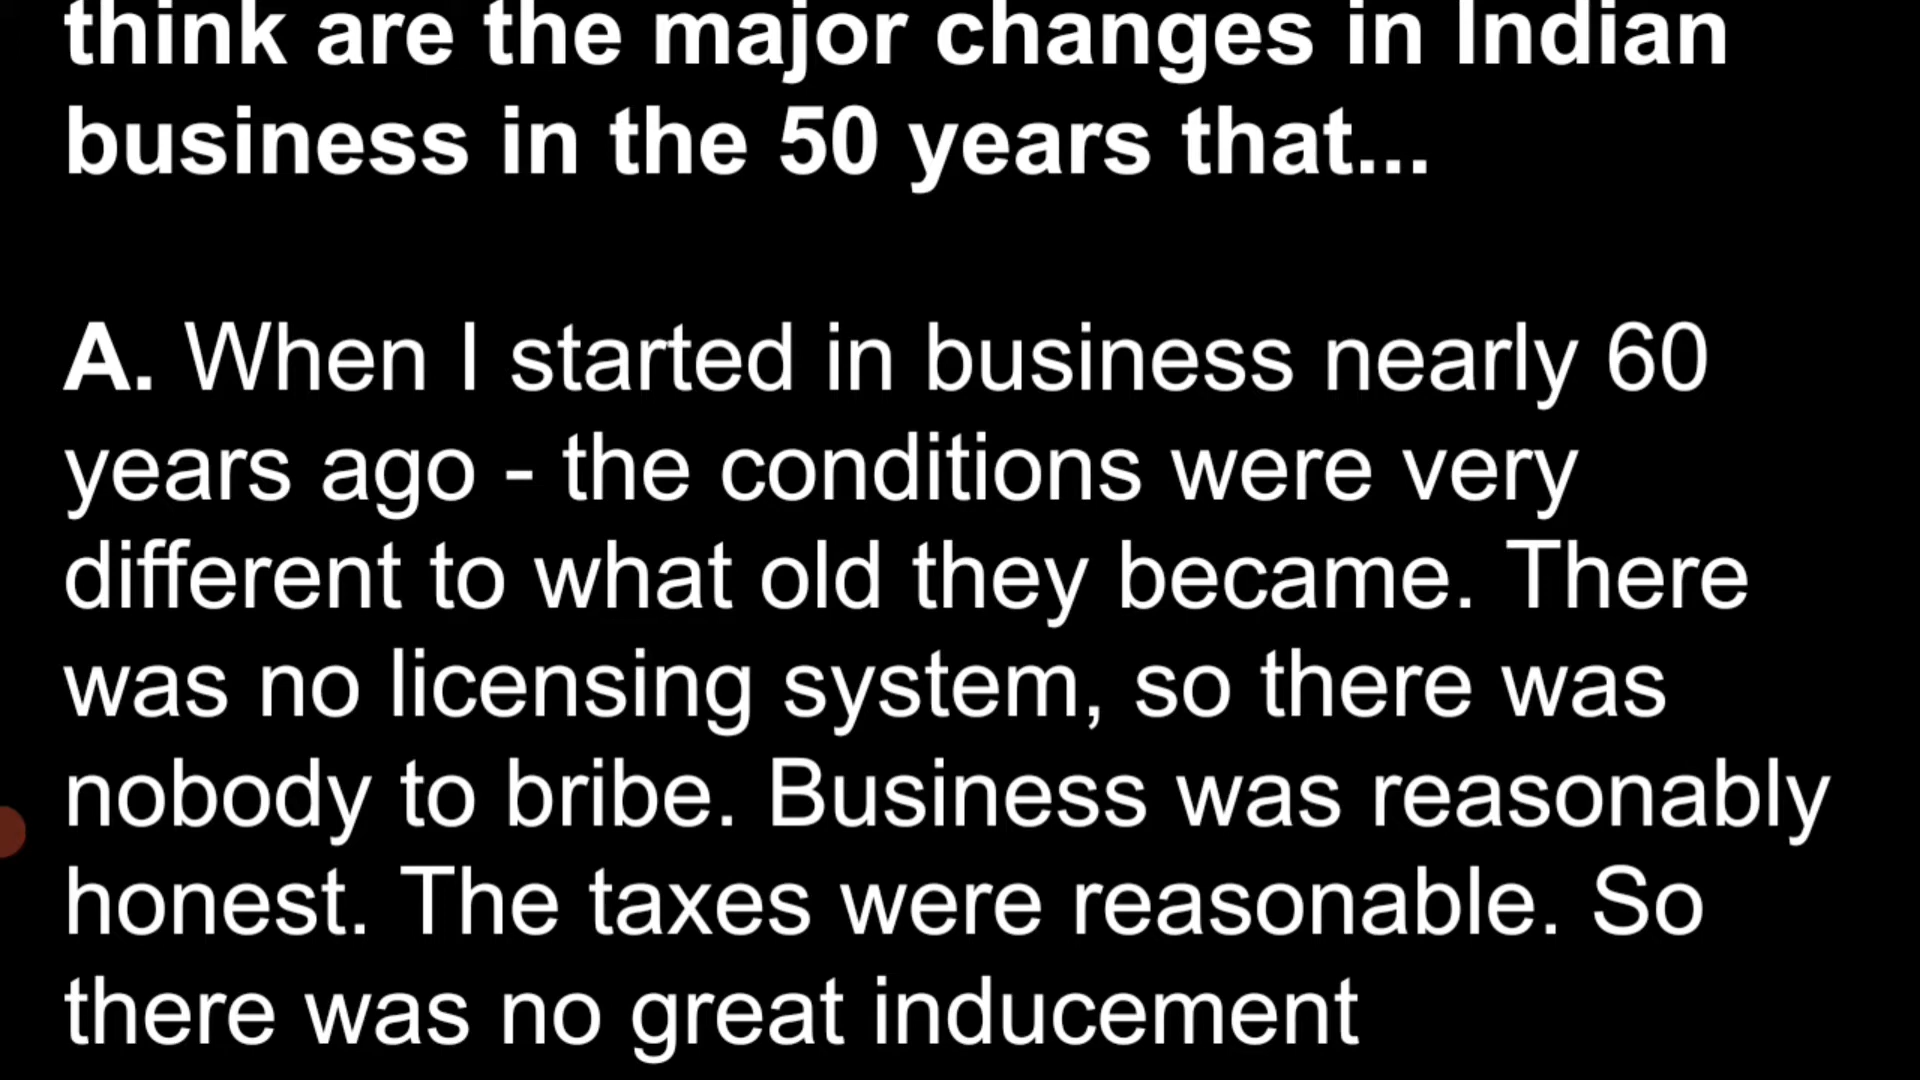 think are the major changes in Indian
business in the 50 years that...
A. When I started in business nearly 60
years ago - the conditions were very
different to what old they became. There
was no licensing system, so there was
nobody to bribe. Business was reasonably
honest. The taxes were reasonable. So
there was no great inducement